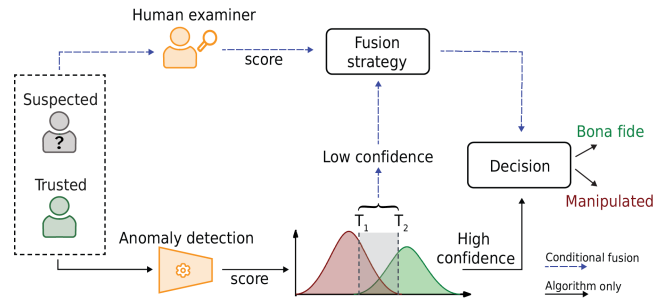 Human examiner
score
Fusion
strategy
Suspected
?
Trusted
Low confidence
Bona fide
Decision
Manipulated
T1
T2
Anomaly detection
score
High
confidence
Conditional fusion
Algorithm only